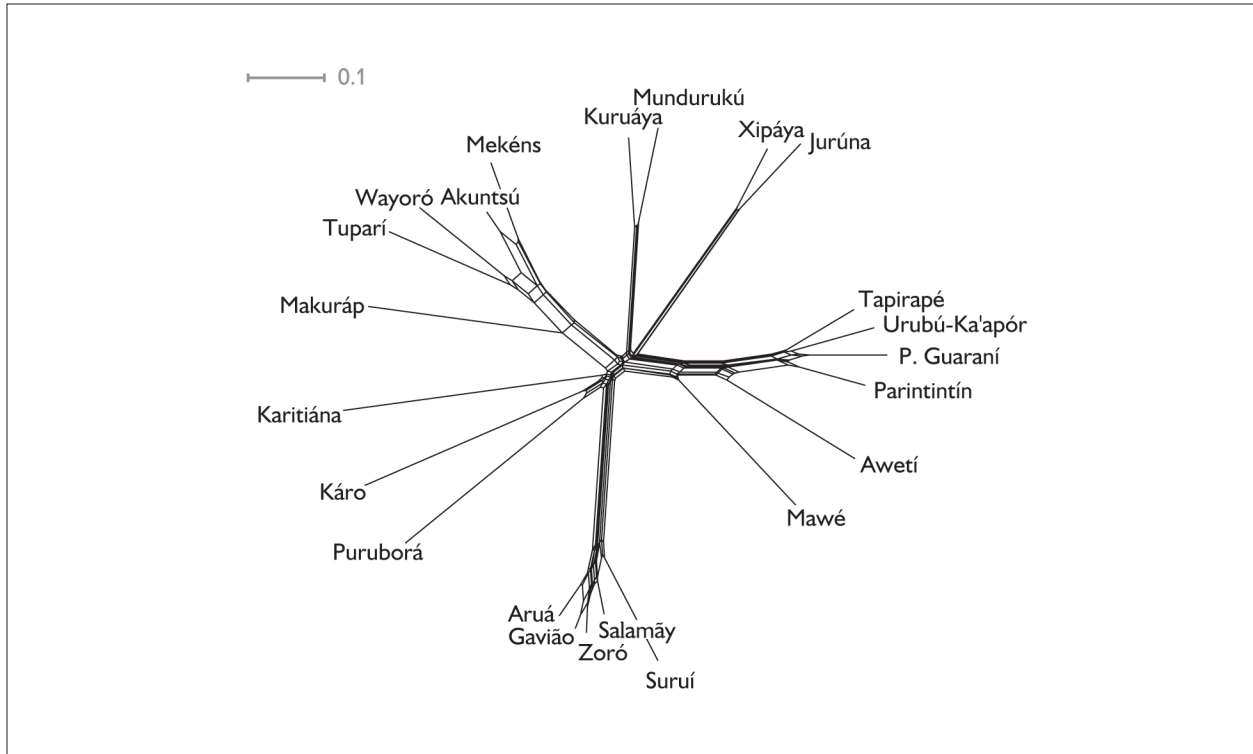 0.1
Mundurukú
Kuruáya
Xipáya
Jurúna
Mekéns
Wayoró
Akuntsú
Tuparí
Makuráp
Tapirapé
Urubú-Ka'apór
P. Guaraní
Parintintín
Karitiána
Awetí
Káro
Mawé
Puruborá
Aruá
Gavião
Salamãy
Zoró
Suruí